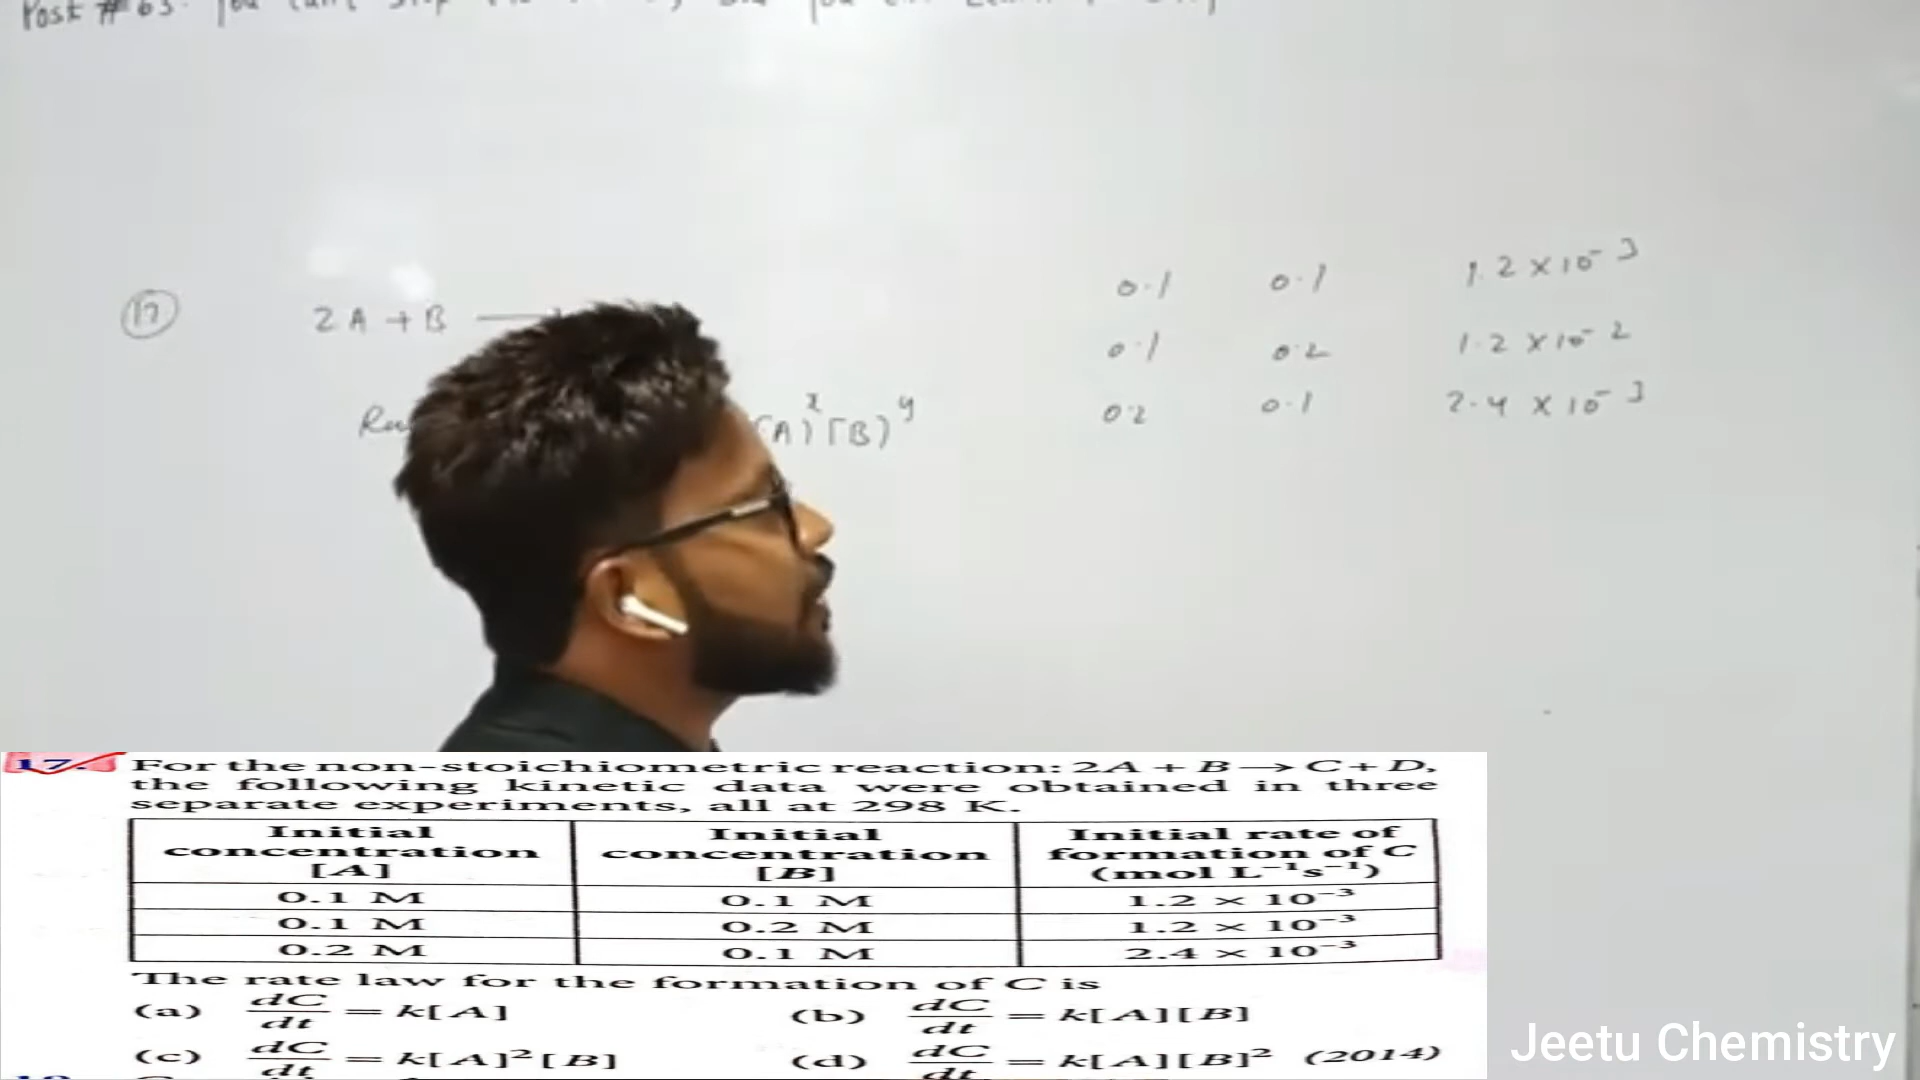 Post # 63. You can't stop
17 2A + B
[A]^x [B]^y
0.1 0.1 1.2 × 10^-3
0.1 0.2 1.2 × 10^-2
0.2 0.1 2.4 × 10^-3
17. For the non-stoichiometric reaction: 2A + B → C + D,
the following kinetic data were obtained in three
separate experiments, all at 298 K.
Initial concentration [A] Initial concentration [B] Initial rate of formation of C (mol L⁻¹s⁻¹)
0.1 M 0.1 M 1.2 × 10⁻³
0.1 M 0.2 M 1.2 × 10⁻³
0.2 M 0.1 M 2.4 × 10⁻³
The rate law for the formation of C is
(a) dC/dt = k[A] (b) dC/dt = k[A][B]
(c) dC/dt = k[A]²[B] (d) dC/dt = k[A][B]² (2014)
Jeetu Chemistry